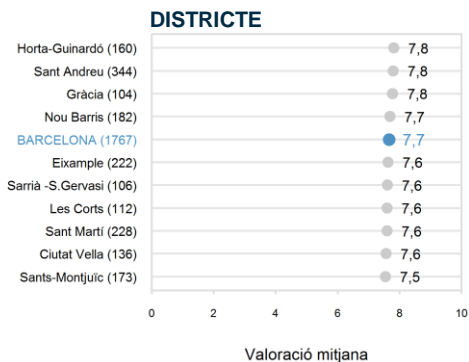 DISTRICTE
Horta-Guinardó (160) 7,8
Sant Andreu (344) 7,8
Gràcia (104) 7,8
Nou Barris (182) 7,7
BARCELONA (1767) 7,7
Eixample (222) 7,6
Sarrià -S.Gervasi (106) 7,6
Les Corts (112) 7,6
Sant Martí (228) 7,6
Ciutat Vella (136) 7,6
Sants-Montjuïc (173) 7,5
0 2 4 6 8 10
Valoració mitjana